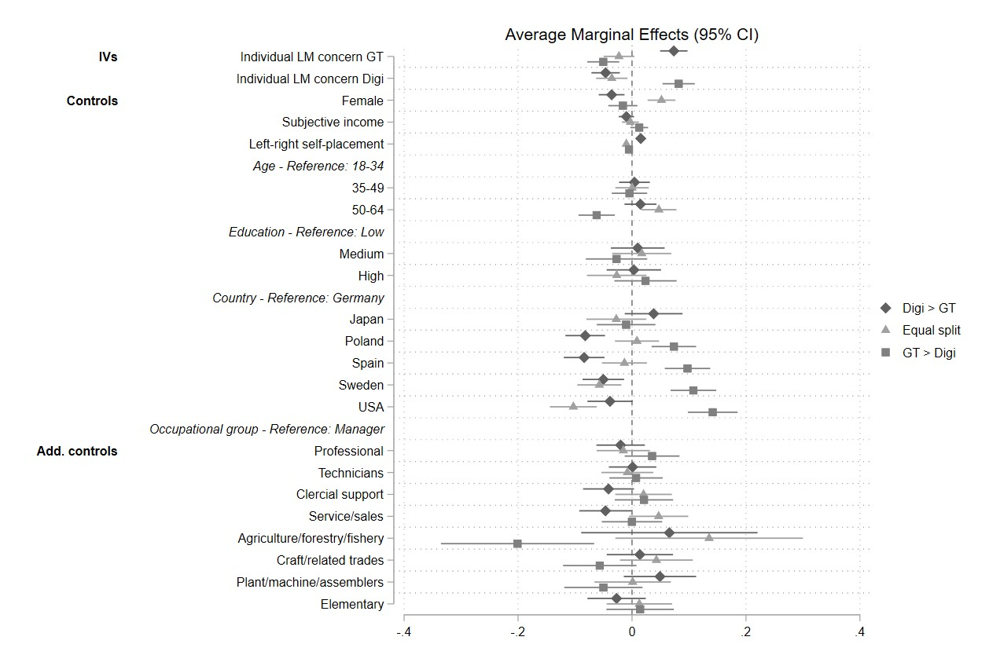 Average Marginal Effects (95% CI)
IVs
Individual LM concern GT
Individual LM concern Digi
Controls
Female
Subjective income
Left-right self-placement
Age - Reference: 18-34
35-49
50-64
Education - Reference: Low
Medium
High
Country - Reference: Germany
Japan
Poland
Spain
Sweden
USA
Occupational group - Reference: Manager
Add. controls
Professional
Technicians
Clercial support
Service/sales
Agriculture/forestry/fishery
Craft/related trades
Plant/machine/assemblers
Elementary
-.4 -.2 0 .2 .4
Digi > GT
Equal split
GT > Digi